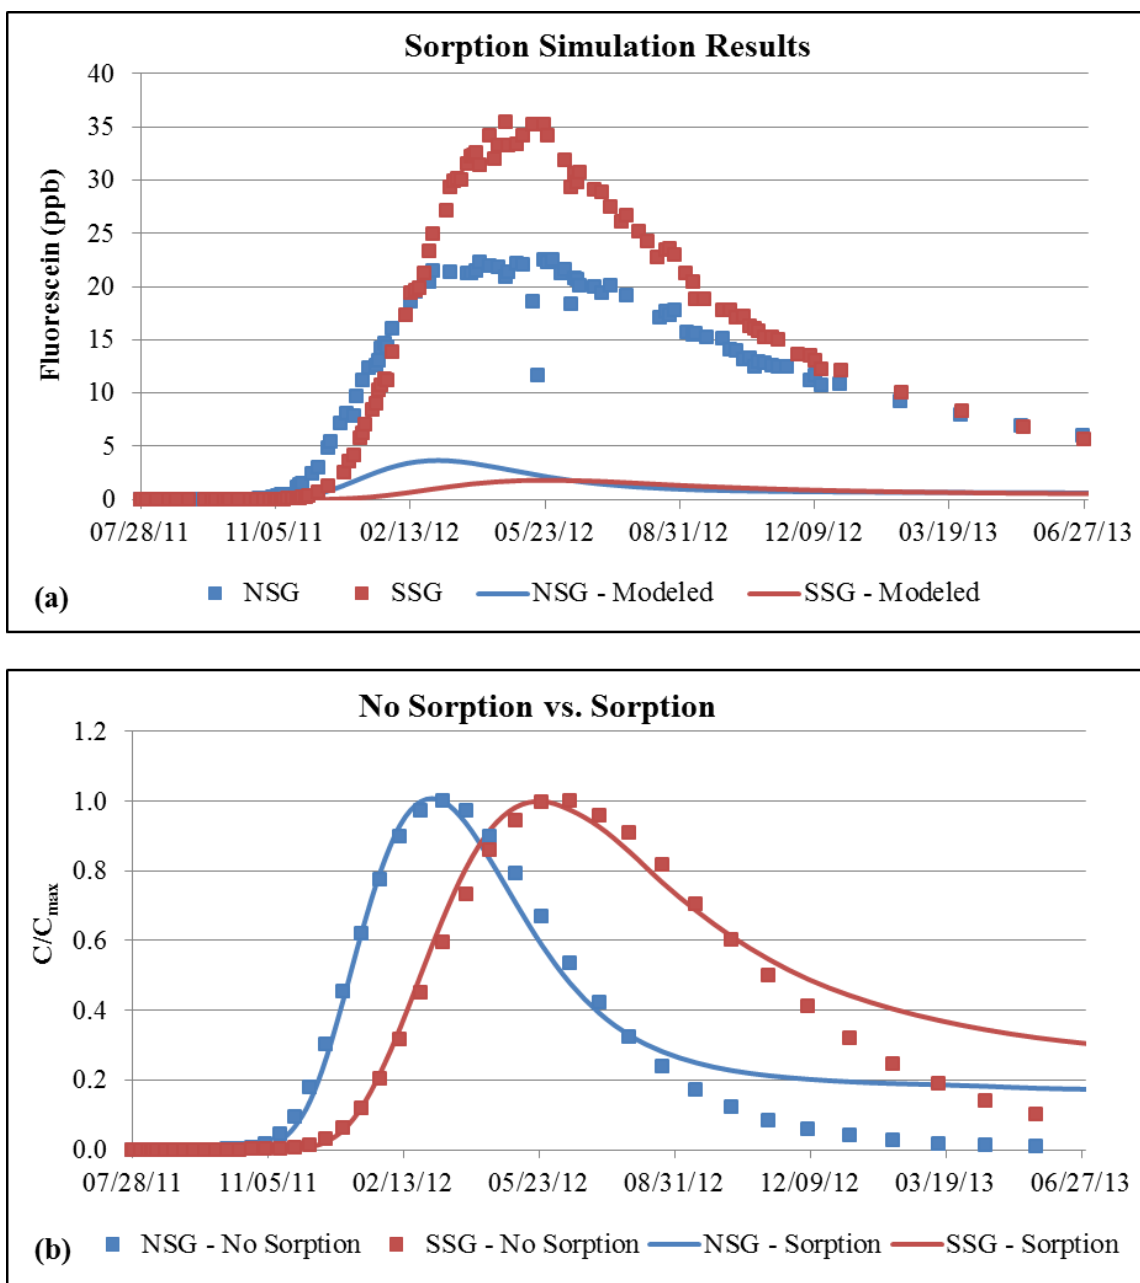 Sorption Simulation Results
40
35
30
25
20
15
10
5
0
Fluorescein (ppb)
07/28/11 11/05/11 02/13/12 05/23/12 08/31/12 12/09/12 03/19/13 06/27/13
(a) NSG SSG NSG - Modeled SSG - Modeled
No Sorption vs. Sorption
1.2
1.0
0.8
0.6
0.4
0.2
0.0
C/Cmax
07/28/11 11/05/11 02/13/12 05/23/12 08/31/12 12/09/12 03/19/13 06/27/13
(b) NSG - No Sorption SSG - No Sorption NSG - Sorption SSG - Sorption